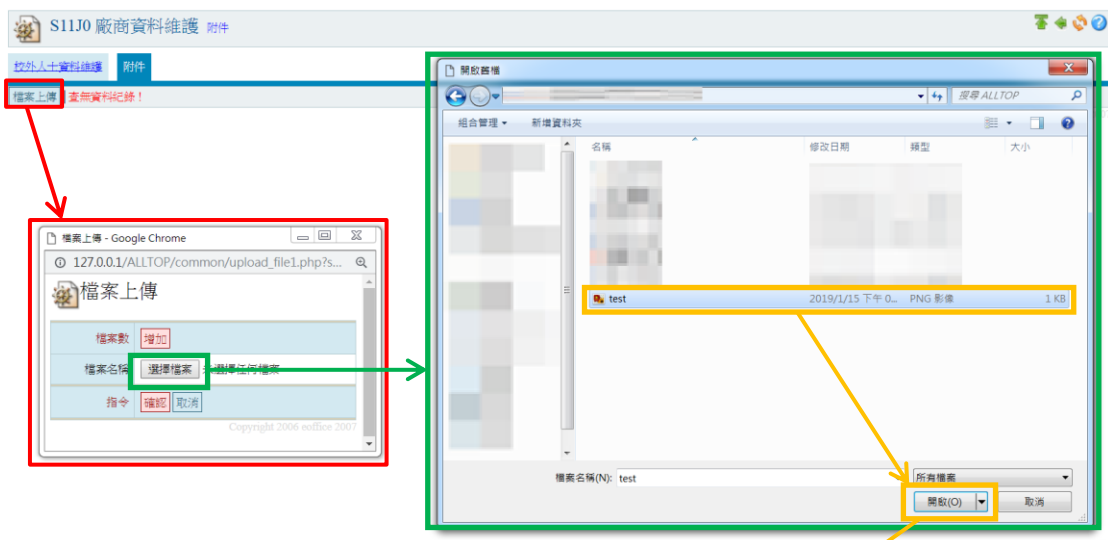 S11J0 廠商資料維護 附件
校外人士資料維護 附件
檔案上傳 查無資料紀錄！
開啟舊檔
搜尋 ALLTOP
組合管理 新增資料夾
名稱 修改日期 類型 大小
test 2019/1/15 下午 0... PNG 影像 1 KB
檔案名稱(N): test 所有檔案
開啟(O) 取消
檔案上傳 - Google Chrome
127.0.0.1/ALLTOP/common/upload_file1.php?s...
檔案上傳
檔案數 增加
檔案名稱 選擇檔案 未選擇任何檔案
指令 確認 取消
Copyright 2006 eoffice 2007